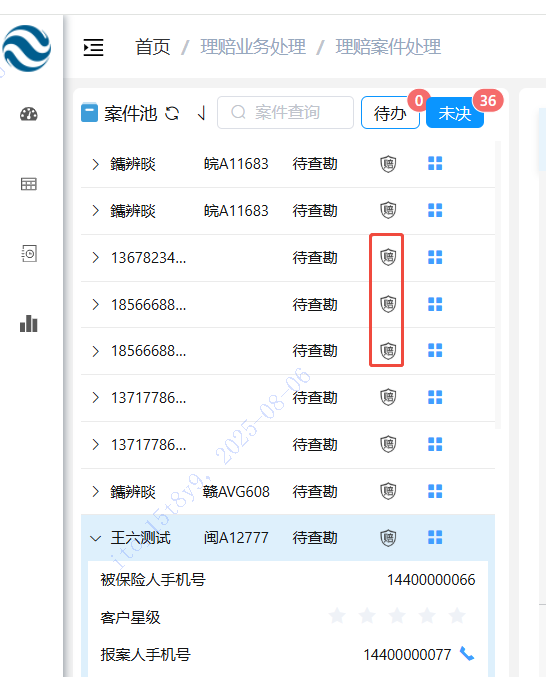 首页 / 理赔业务处理 / 理赔案件处理
案件池 案件查询 待办 0 未决 36
鏞辨晱 皖A11683 待查勘 赔
鏞辨晱 皖A11683 待查勘 赔
13678234... 待查勘 赔
18566688... 待查勘 赔
18566688... 待查勘 赔
13717786... 待查勘 赔
13717786... 待查勘 赔
鏞辨晱 赣AVG608 待查勘 赔
王六测试 闽A12777 待查勘 赔
被保险人手机号 14400000066
客户星级
报案人手机号 14400000077
2025-08-06